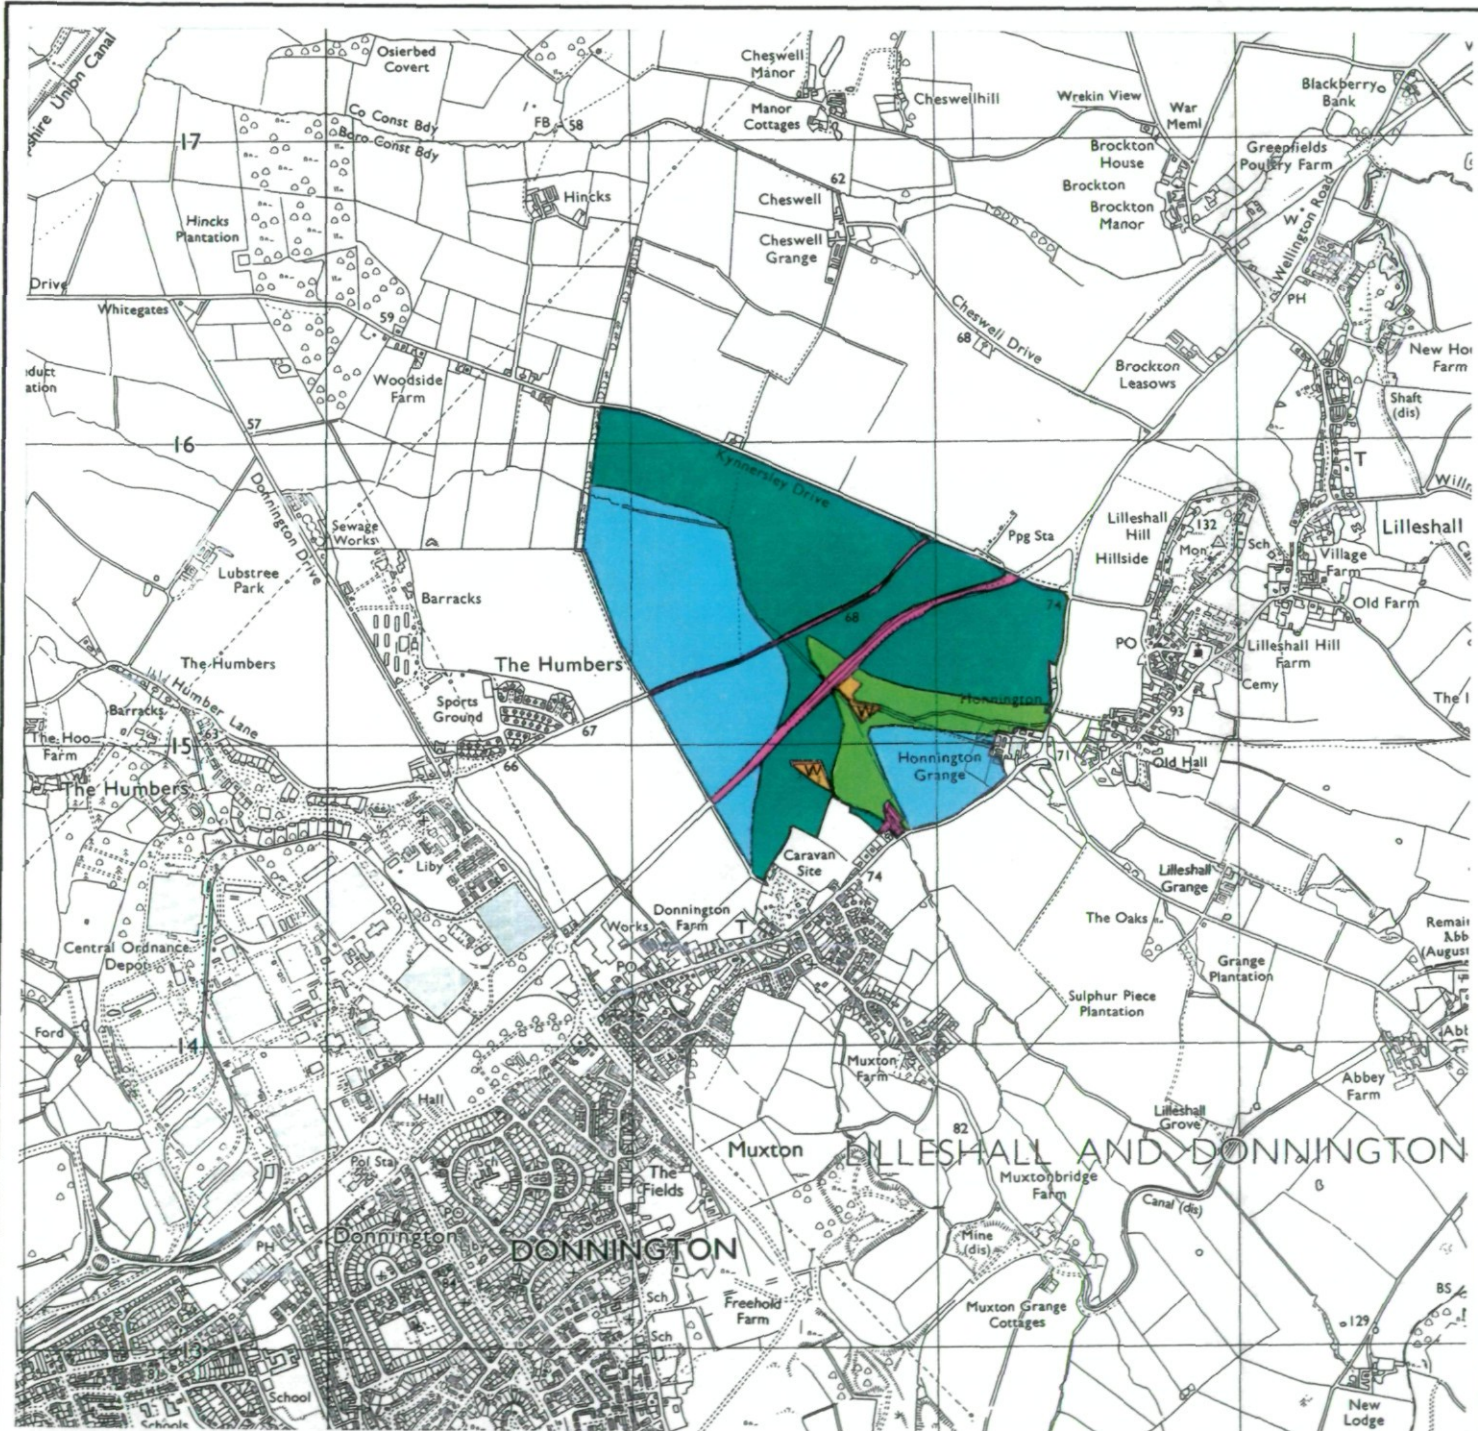 Union Canal
Osierbed
Covert
Co Const Bdy
Boro Const Bdy
FB
58
Cheswell
Manor
Manor
Cottages
Cheswellhill
Wrekin View
War
Meml
Blackberry
Bank
17
Brockton
House
Greenfields
Poultry Farm
Hincks
62
Cheswell
Brockton
Brockton
Manor
Hincks
Plantation
Cheswell
Grange
W
Wellington Road
Drive
Whitegates
59
PH
Cheswell Drive
68
New
Farm
Woodside
Farm
Brockton
Leasows
Shaft
(dis)
57
16
T
Kynnersley Drive
Donnington Drive
Sewage
Works
Ppg Sta
Lilleshall
Hill
132
Mon
Sch
Lilleshall
Hillside
Village
Farm
Lubstree
Park
Barracks
74
Old Farm
68
PO
Lilleshall Hill
Farm
The Humbers
The Humbers
Cemy
Humber Lane
Honnington
The
Barracks
Sports
Ground
W
93
The Hoo
Farm
63
67
Sch
15
66
W
Honnington
Grange
71
Old Hall
The Humbers
Liby
Caravan
Site
74
Lilleshall
Grange
Donnington
Farm
Works
T
The Oaks
Central Ordnance
Depot
PO
Grange
Plantation
Sulphur Piece
Plantation
Ford
14
Muxton
Farm
Abbey
Farm
Hall
Lilleshall
Grove
82
Muxton
LILLESHALL AND DONNINGTON
Pol Sta
Sch
The
Fields
Muxtonbridge
Farm
Canal (dis)
PO
PH
Donnington
DONNINGTON
Mine
(dis)
84
Sch
Freehold
Farm
Muxton Grange
Cottages
BS
129
Sch
13
School
New
Lodge
Schools